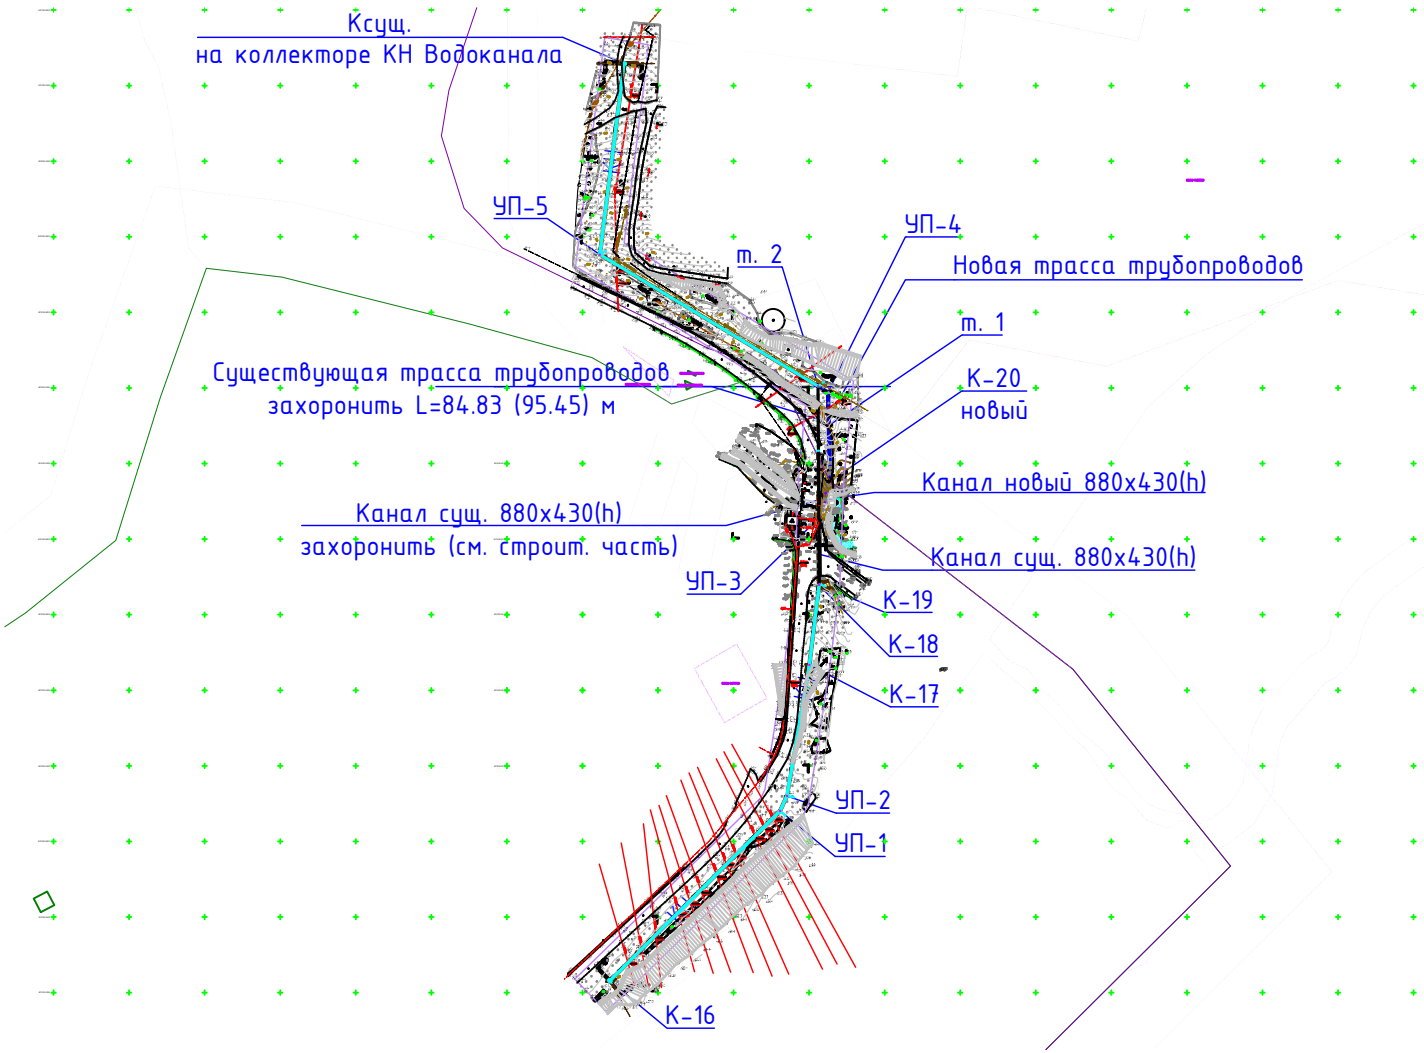 Ксущ.
на коллекторе КН Водоканала
УП-5
УП-4
т. 2
Новая трасса трубопроводов
т. 1
Существующая трасса трубопроводов
захоронить L=84.83 (95.45) м
К-20
новый
Канал новый 880х430(h)
Канал сущ. 880х430(h)
захоронить (см. строит. часть)
Канал сущ. 880х430(h)
УП-3
К-19
К-18
К-17
УП-2
УП-1
К-16